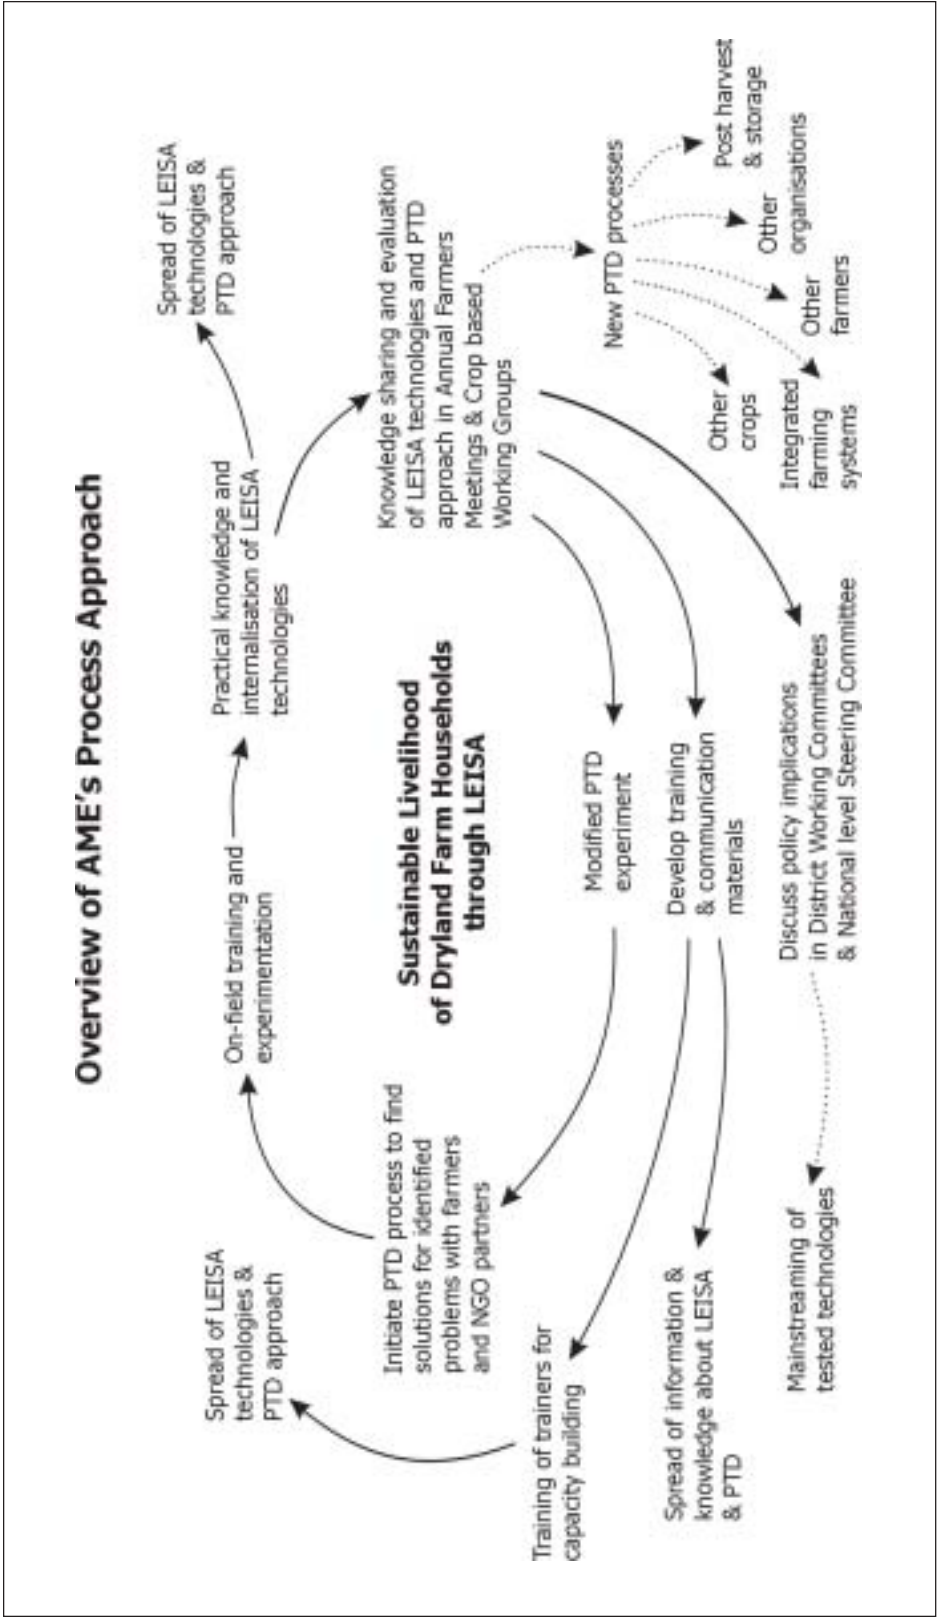 Overview of AME's Process Approach
Spread of LEISA
technologies &
PTD approach
On-field training and
experimentation
Practical knowledge and
internalisation of LEISA
technologies
Spread of LEISA
technologies &
PTD approach
Initiate PTD process to find
solutions for identified
problems with farmers
and NGO partners
Sustainable Livelihood
of Dryland Farm Households
through LEISA
Knowledge sharing and evaluation
of LEISA technologies and PTD
approach in Annual Farmers
Meetings & Crop based
Working Groups
Training of trainers for
capacity building
Modified PTD
experiment
New PTD processes
Spread of information &
knowledge about LEISA
& PTD
Develop training
& communication
materials
Other
crops
Integrated
farming
systems
Other
farmers
Other
organisations
Post harvest
& storage
Mainstreaming of
tested technologies
Discuss policy implications
in District Working Committees
& National level Steering Committee